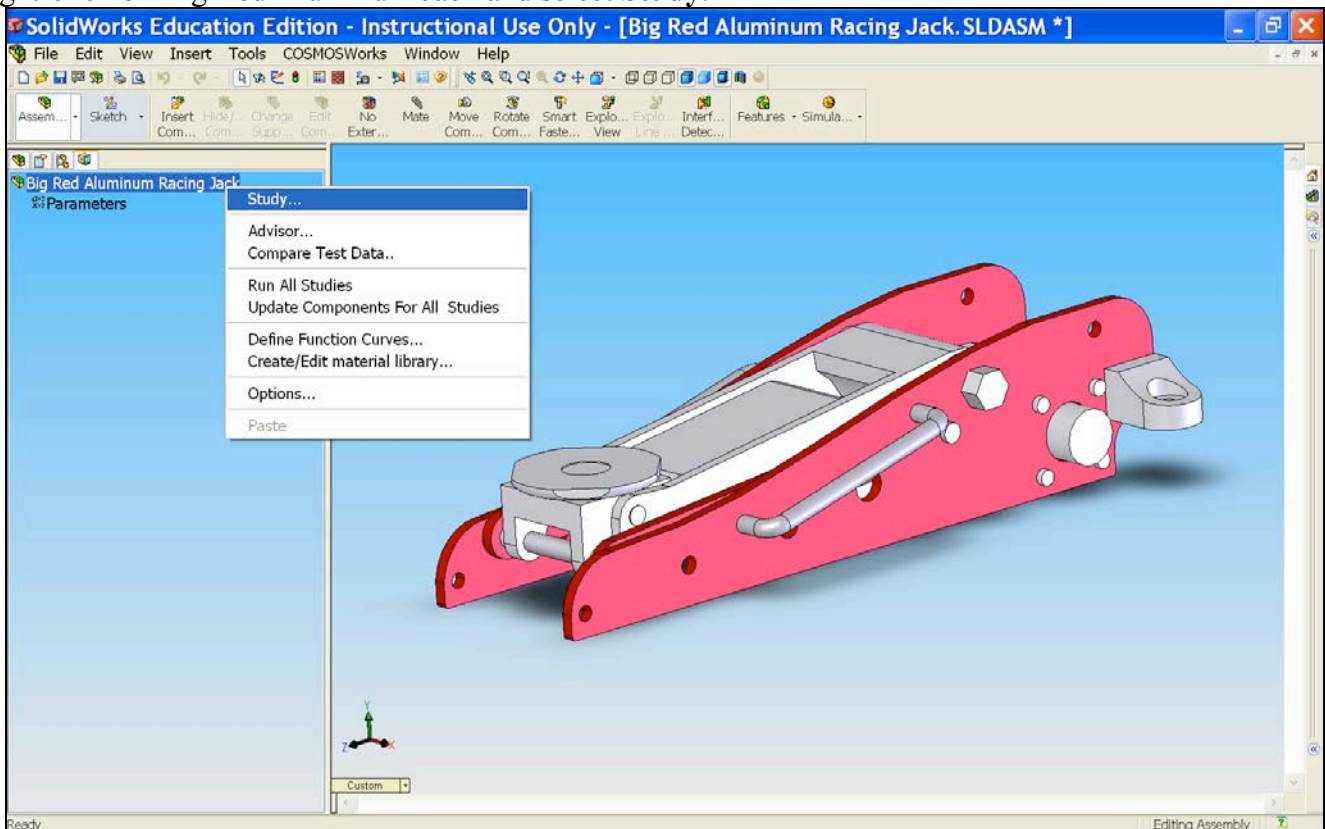 SolidWorks Education Edition - Instructional Use Only - [Big Red Aluminum Racing Jack.SLDASM *]
File Edit View Insert Tools COSMOSWorks Window Help
Assem... Sketch Insert Com... Hide/ Com... Change Supp... Edit Com... No Exter... Mate Move Com... Rotate Com... Smart Faste... Explo... View Explo... Line ... Interf... Detec... Features Simula...
Big Red Aluminum Racing Jack
Parameters
Study...
Advisor...
Compare Test Data..
Run All Studies
Update Components For All Studies
Define Function Curves...
Create/Edit material library...
Options...
Paste
Y
Z X
Custom
Ready Editing Assembly